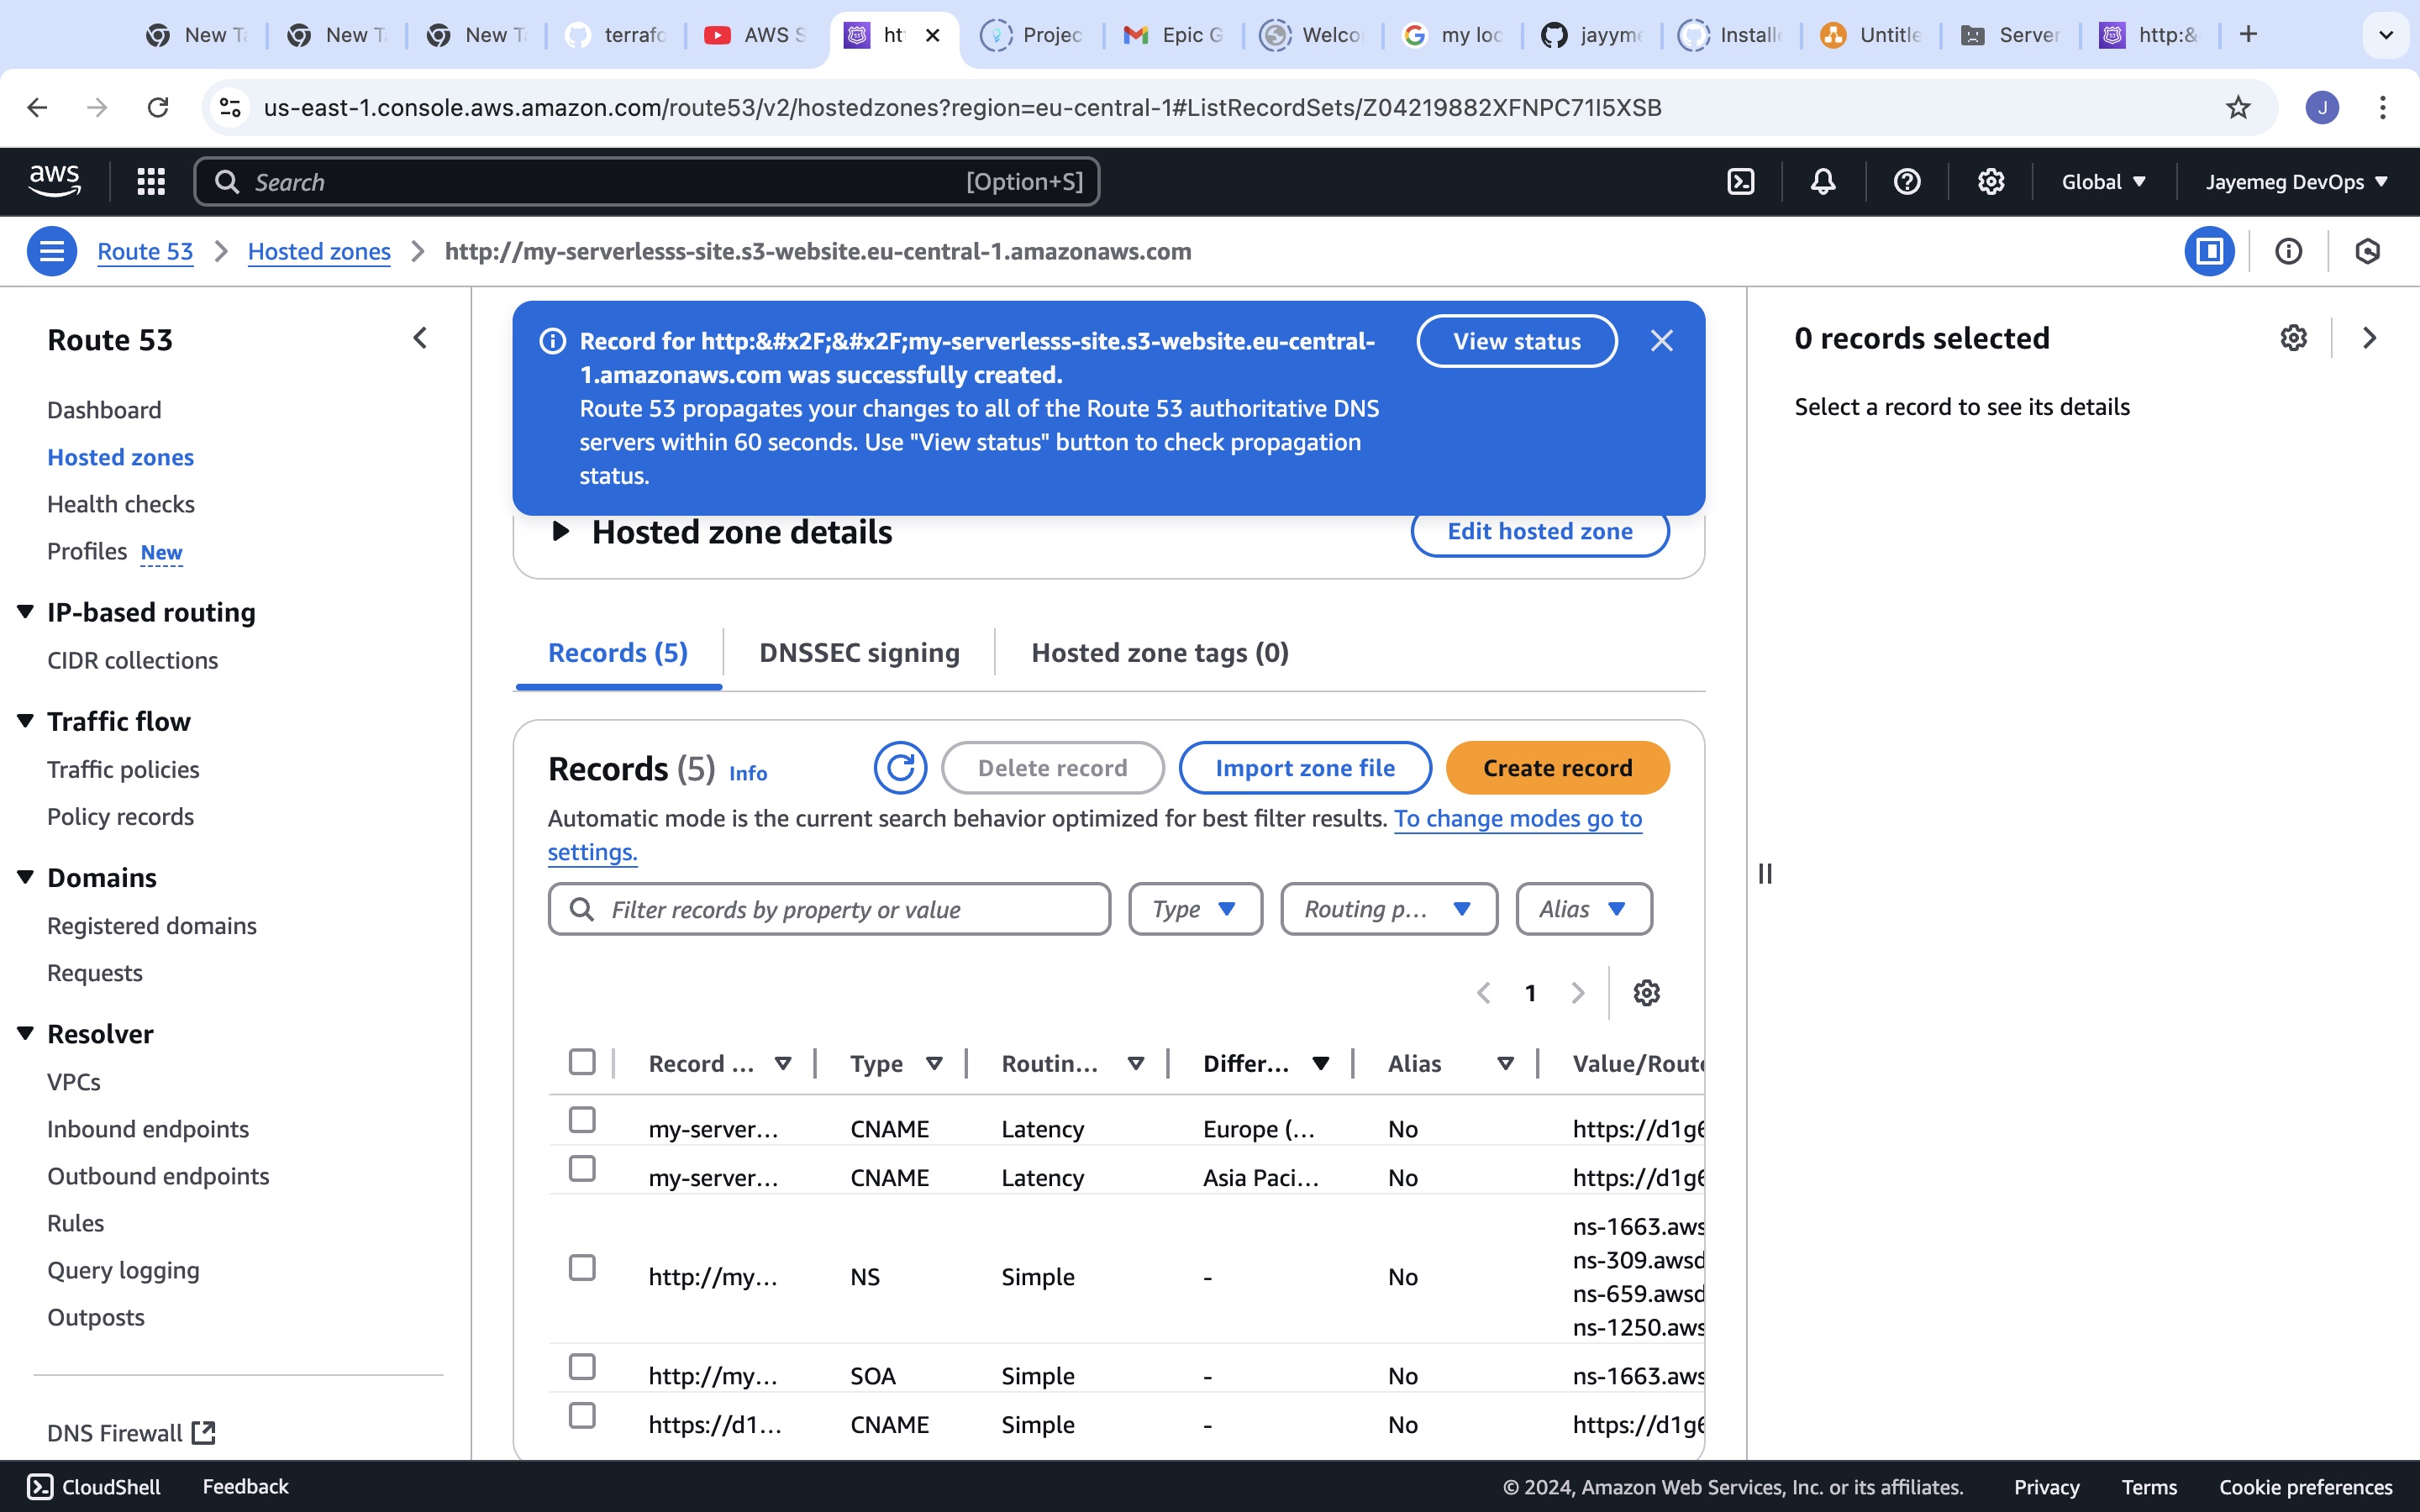 New Ta
New Ta
New Ta
terrafo
AWS S
ht
Projec
Epic G
Welco
my loc
jayyme
Installe
Untitle
Server
http:&
us-east-1.console.aws.amazon.com/route53/v2/hostedzones?region=eu-central-1#ListRecordSets/Z04219882XFNPC71I5XSB
J
aws
Search
[Option+S]
Global
Jayemeg DevOps
Route 53
Hosted zones
http://my-serverlesss-site.s3-website.eu-central-1.amazonaws.com
Route 53
Dashboard
Hosted zones
Health checks
Profiles New
IP-based routing
CIDR collections
Traffic flow
Traffic policies
Policy records
Domains
Registered domains
Requests
Resolver
VPCs
Inbound endpoints
Outbound endpoints
Rules
Query logging
Outposts
DNS Firewall
Record for http:&#x2F;&#x2F;my-serverlesss-site.s3-website.eu-central-
1.amazonaws.com was successfully created.
Route 53 propagates your changes to all of the Route 53 authoritative DNS
servers within 60 seconds. Use "View status" button to check propagation
status.
View status
Hosted zone details
Edit hosted zone
Records (5)
DNSSEC signing
Hosted zone tags (0)
Records (5) Info
Delete record
Import zone file
Create record
Automatic mode is the current search behavior optimized for best filter results. To change modes go to
settings.
Filter records by property or value
Type
Routing p...
Alias
1
Record ... Type Routin... Differ... Alias Value/Route
my-server... CNAME Latency Europe (... No https://d1g6
my-server... CNAME Latency Asia Paci... No https://d1g6
http://my... NS Simple - No ns-1663.aws
ns-309.awsd
ns-659.awsd
ns-1250.aws
http://my... SOA Simple - No ns-1663.aws
https://d1... CNAME Simple - No https://d1g6
0 records selected
Select a record to see its details
CloudShell
Feedback
© 2024, Amazon Web Services, Inc. or its affiliates.
Privacy
Terms
Cookie preferences